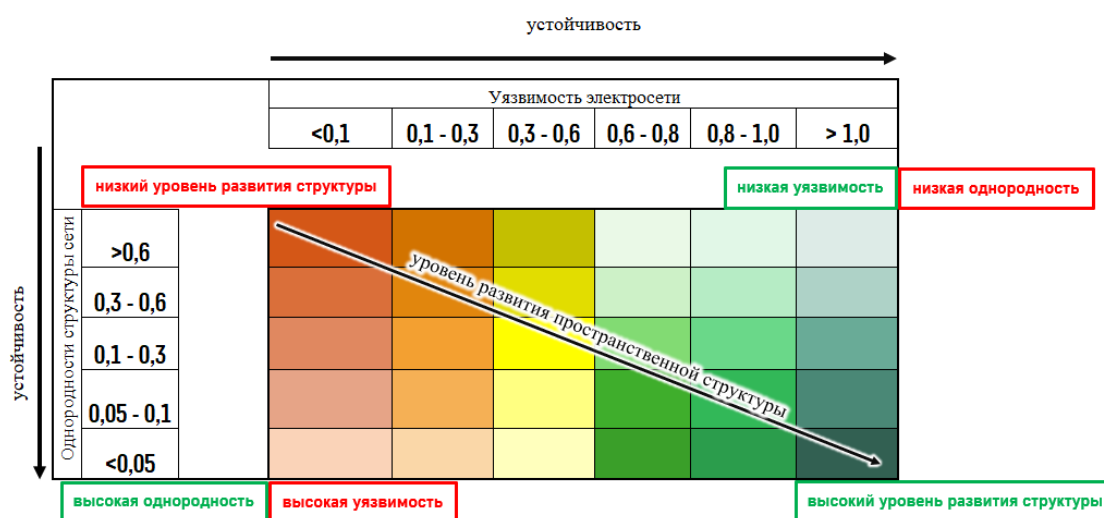 устойчивость
Уязвимость электросети
<0,1
0,1 - 0,3
0,3 - 0,6
0,6 - 0,8
0,8 - 1,0
> 1,0
низкий уровень развития структуры
низкая уязвимость
низкая однородность
устойчивость
Однородности структуры сети
>0,6
0,3 - 0,6
0,1 - 0,3
0,05 - 0,1
<0,05
уровень развития пространственной структуры
высокая однородность
высокая уязвимость
высокий уровень развития структуры